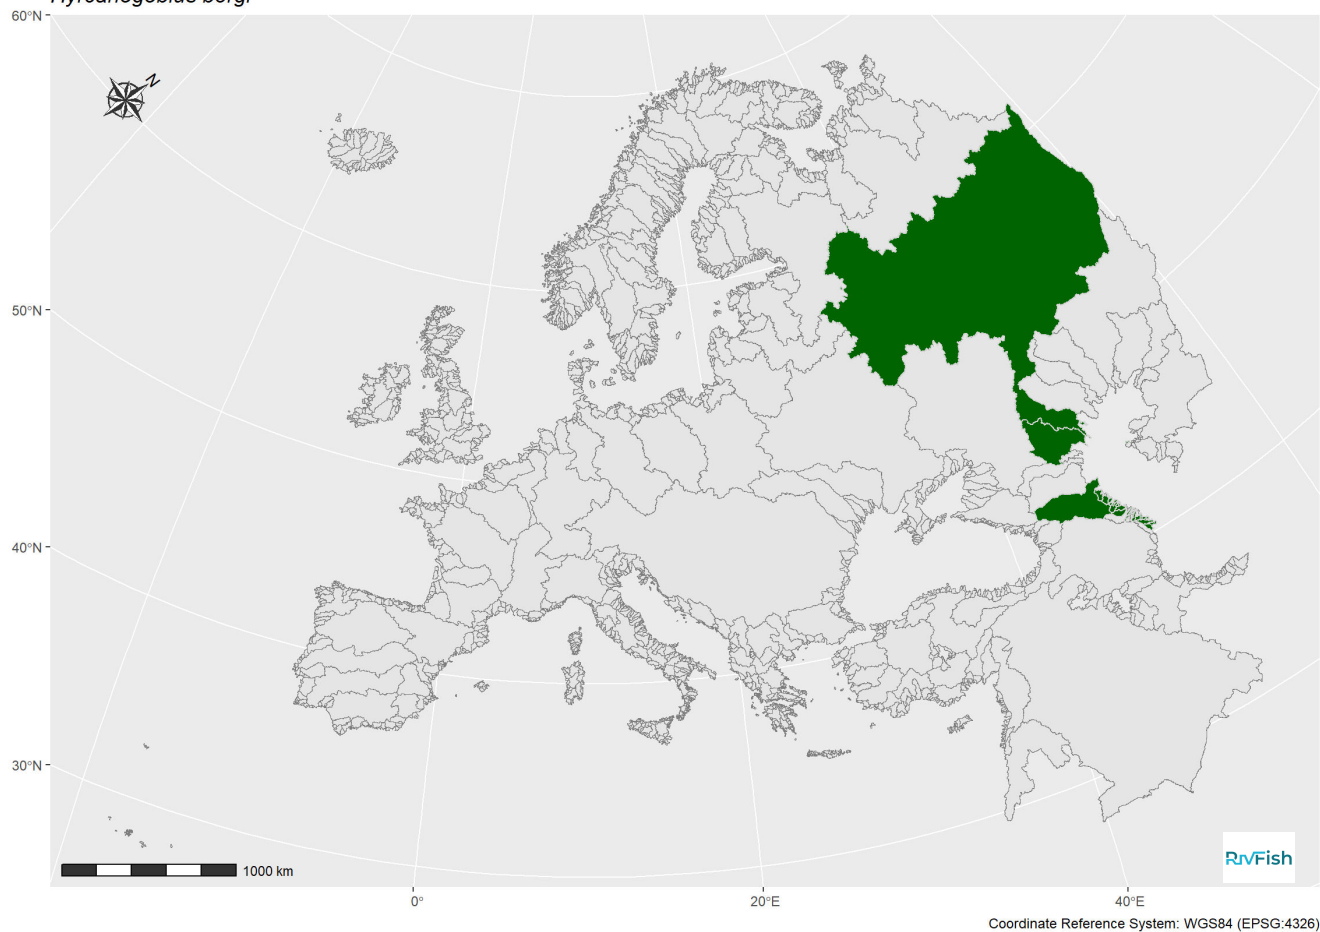 Hyrcanogobius bergi
60°N
N
50°N
40°N
30°N
1000 km
RIVFish
0°
20°E
40°E
Coordinate Reference System: WGS84 (EPSG:4326)